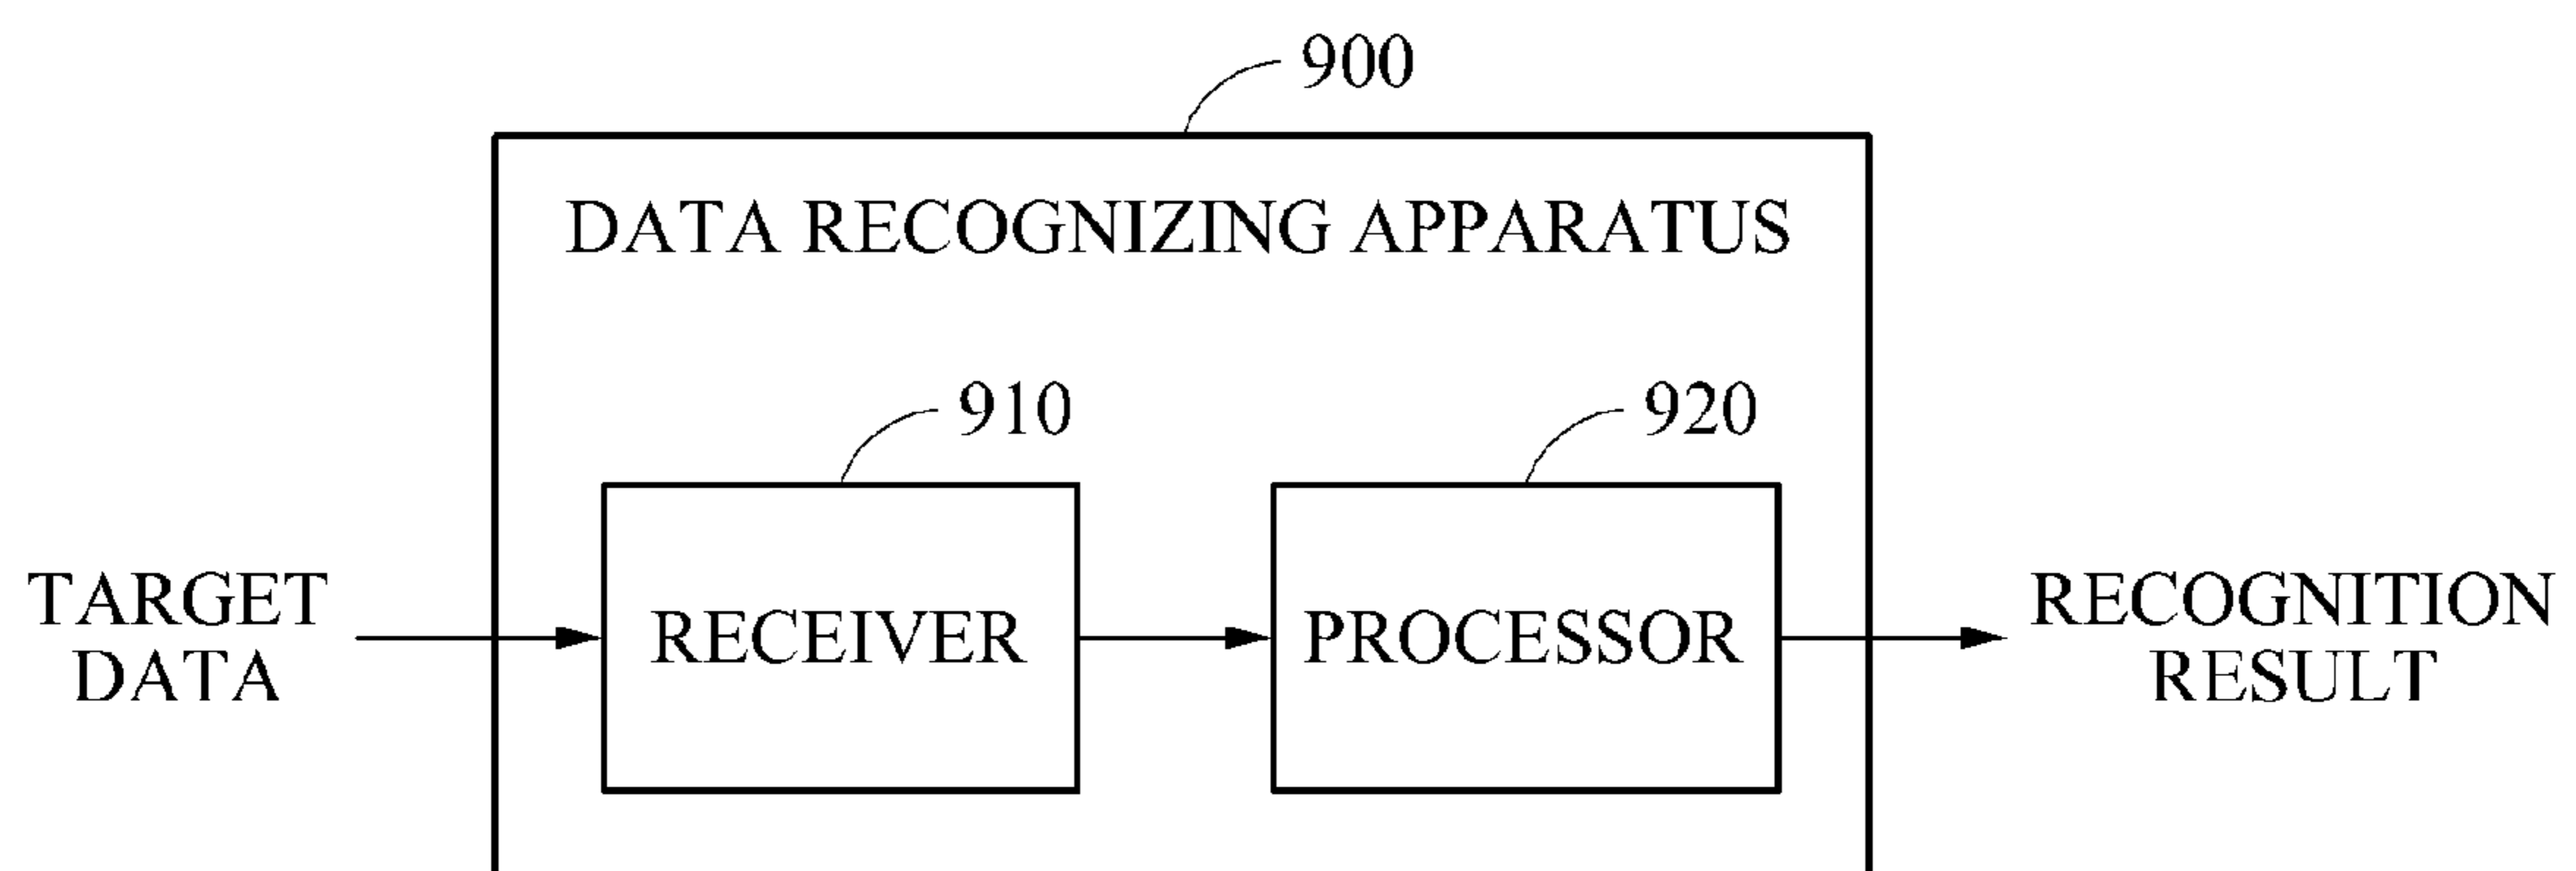 900
DATA RECOGNIZING APPARATUS
910
920
TARGET
DATA
RECEIVER
PROCESSOR
RECOGNITION
RESULT